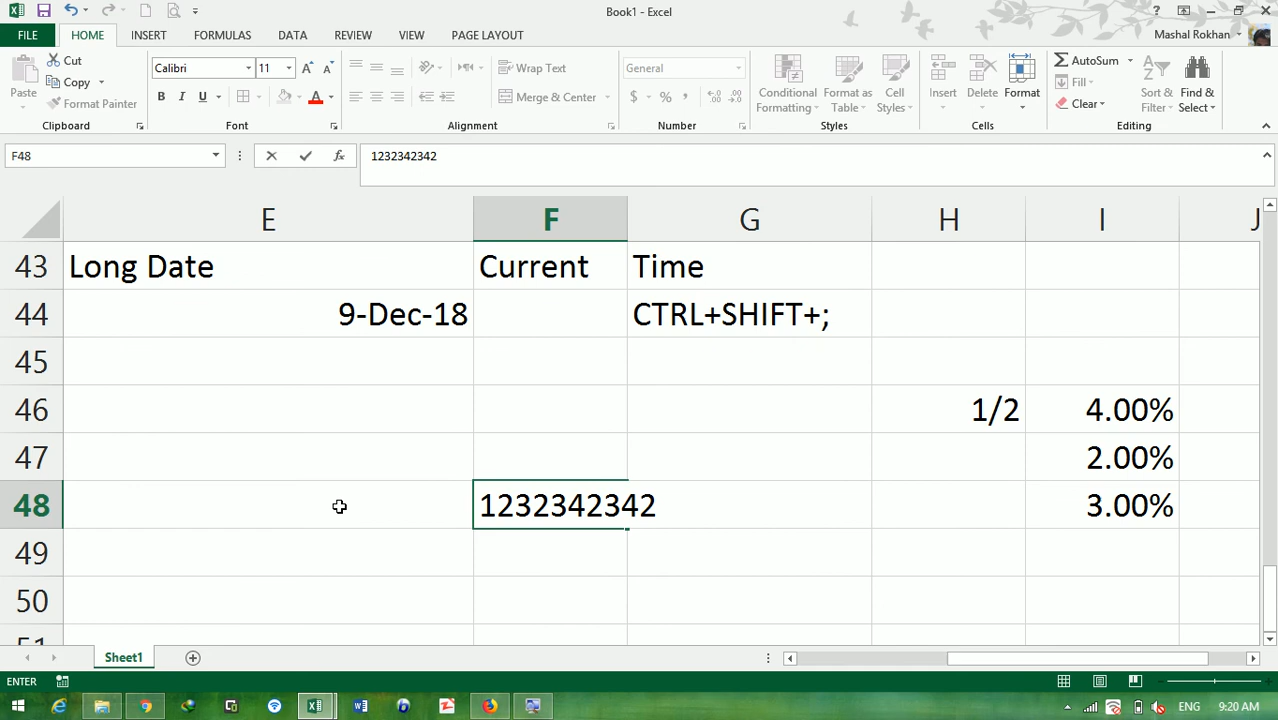 Book1 - Excel
FILE HOME INSERT FORMULAS DATA REVIEW VIEW PAGE LAYOUT Mashal Rokhan
Paste Cut Copy Format Painter Clipboard
Calibri 11 B I U A Font
Wrap Text Merge & Center Alignment
General $ % , Number
Conditional Formatting Format as Table Cell Styles Styles
Insert Delete Format Cells
AutoSum Fill Clear Sort & Filter Find & Select Editing
F48 fx 1232342342
E F G H I J
43 Long Date Current Time
44 9-Dec-18 CTRL+SHIFT+;
45
46 1/2 4.00%
47 2.00%
48 1232342342 3.00%
49
50
51
Sheet1
ENTER
ENG 9:20 AM